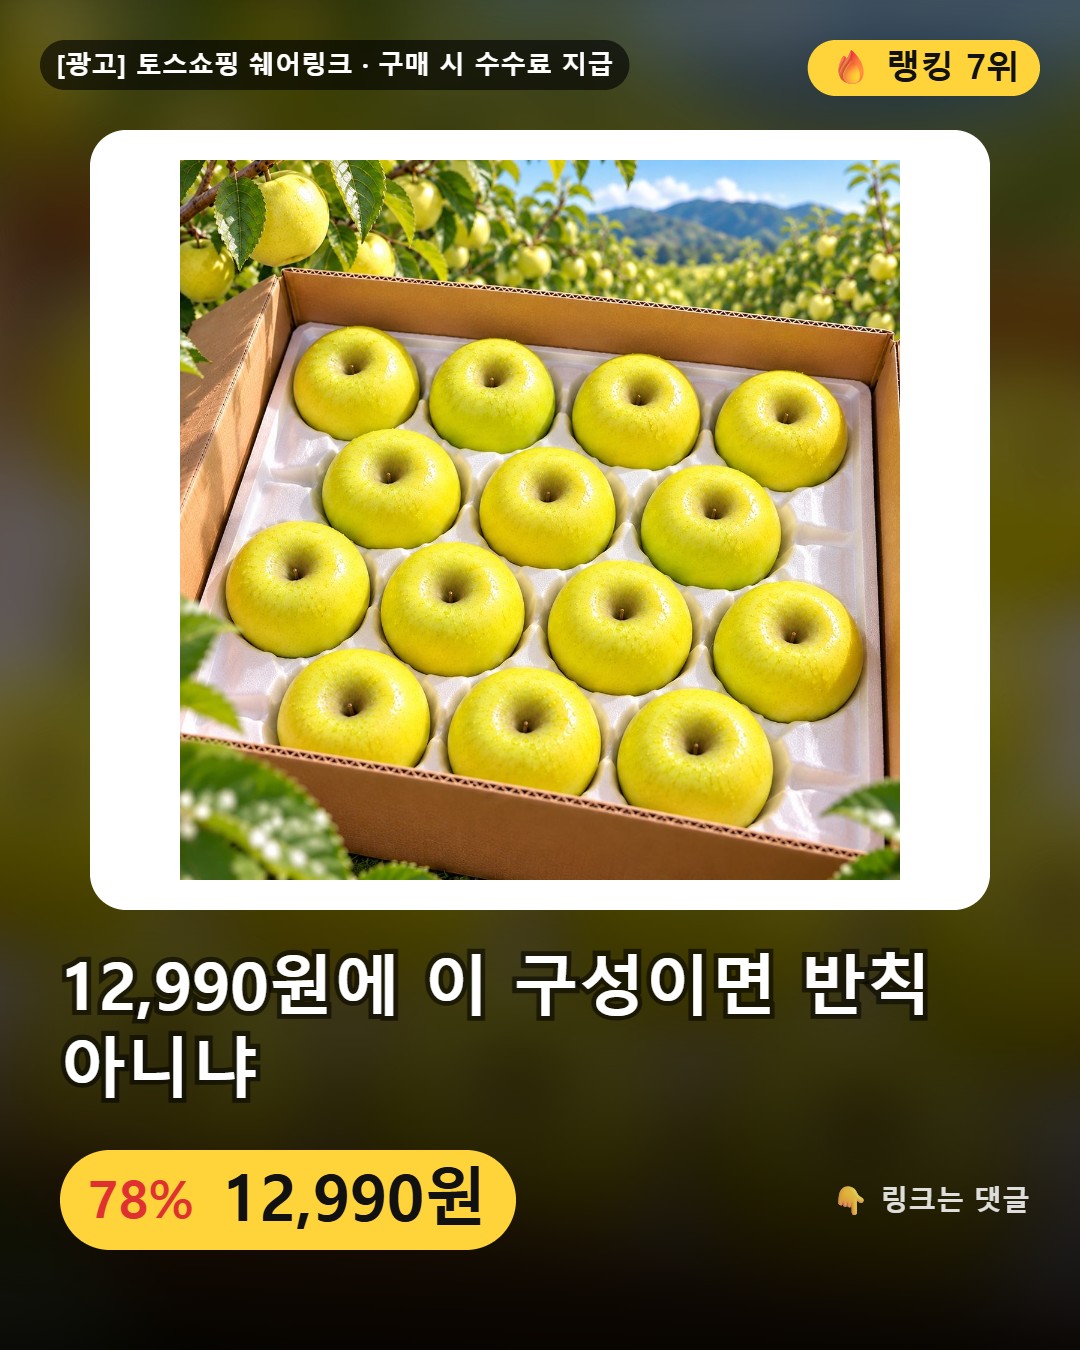 [광고] 토스쇼핑 쉐어링크 · 구매 시 수수료 지급
🔥 랭킹 7위
12,990원에 이 구성이면 반칙
아니냐
78% 12,990원
👇 링크는 댓글